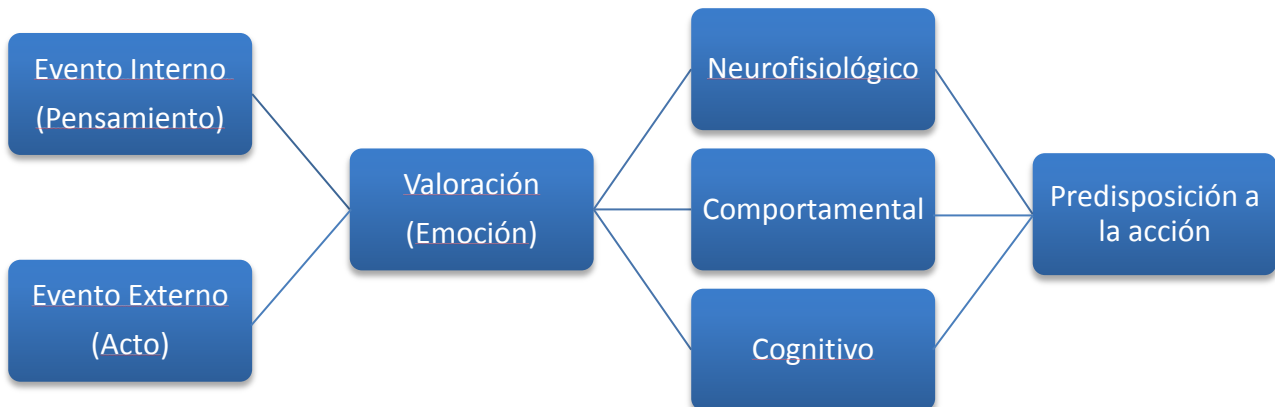 Evento Interno
(Pensamiento)
Evento Externo
(Acto)
Valoración
(Emoción)
Neurofisiológico
Comportamental
Cognitivo
Predisposición a
la acción